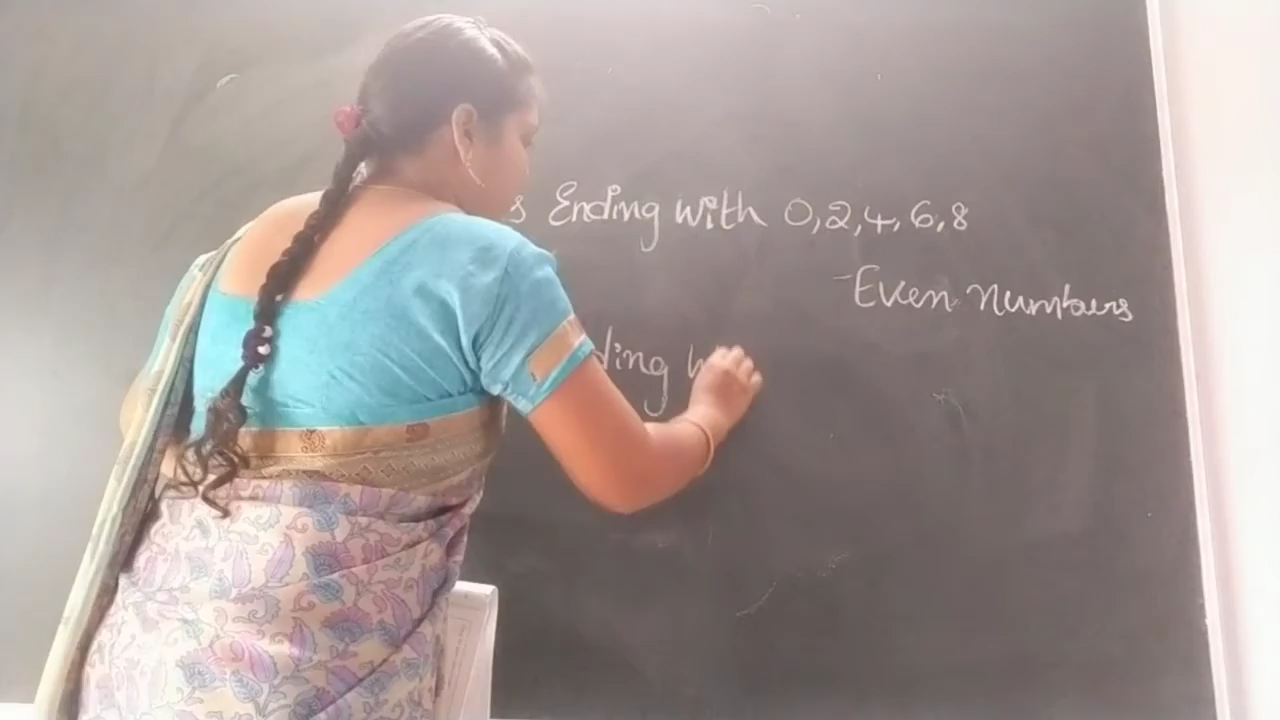 Ending with 0,2,4,6,8
-Even numbers
ding